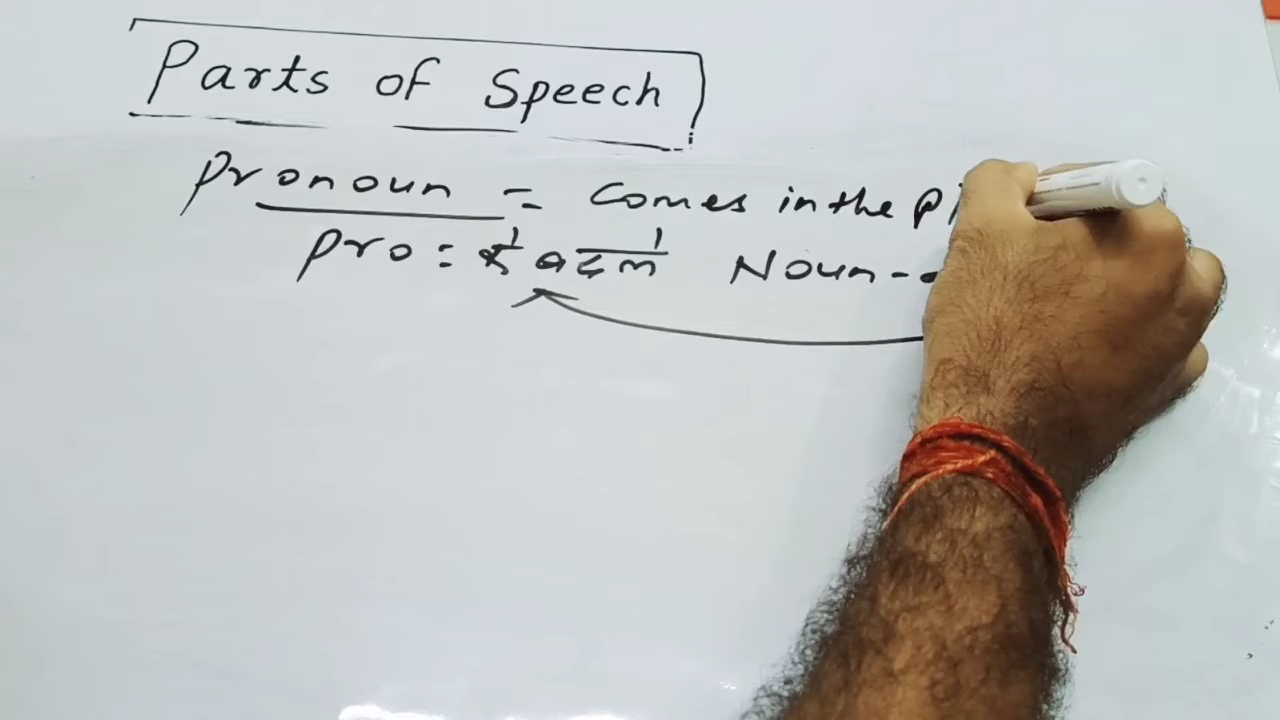 Parts of Speech
Pronoun = Comes in the
Pro : Noun -